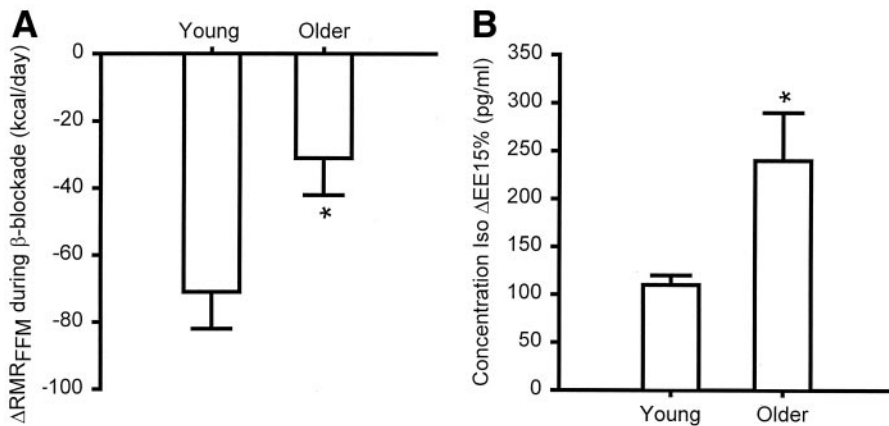 A
Young Older
ΔRMRFFM during β-blockade (kcal/day)
0
-20
-40
-60
-80
-100
*
B
Concentration Iso ΔEE15% (pg/ml)
350
300
250
200
150
100
50
0
*
Young Older